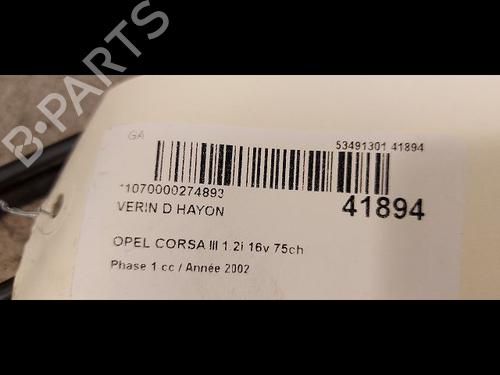 B-PARTS
GA
53491301 41894
*1070000274893
41894
VERIN D HAYON
OPEL CORSA III 1.2i 16v 75ch
Phase 1 cc / Année 2002